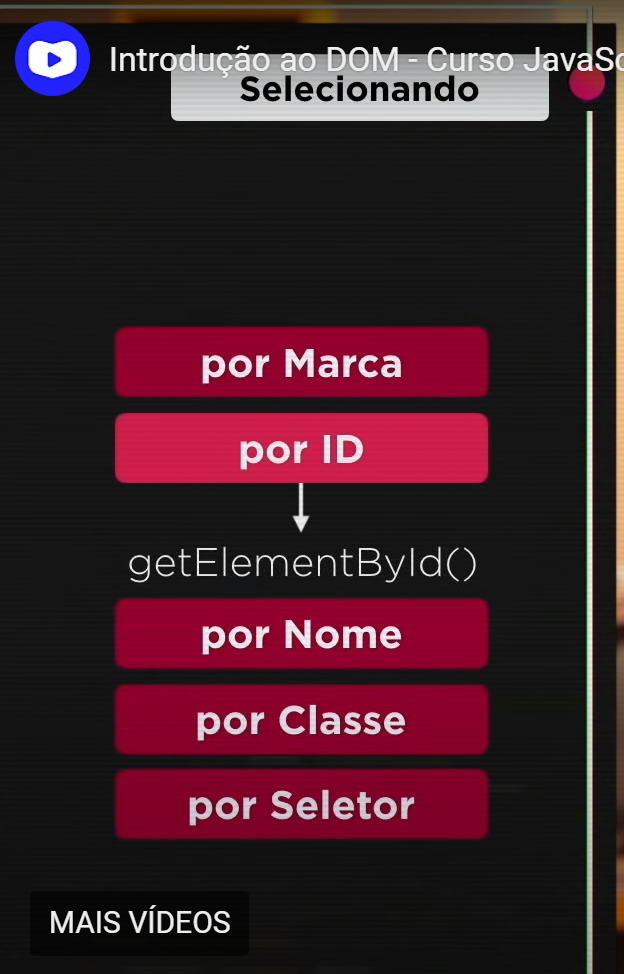 Introdução ao DOM - Curso JavaSc
Selecionando
por Marca
por ID
getElementById()
por Nome
por Classe
por Seletor
MAIS VÍDEOS